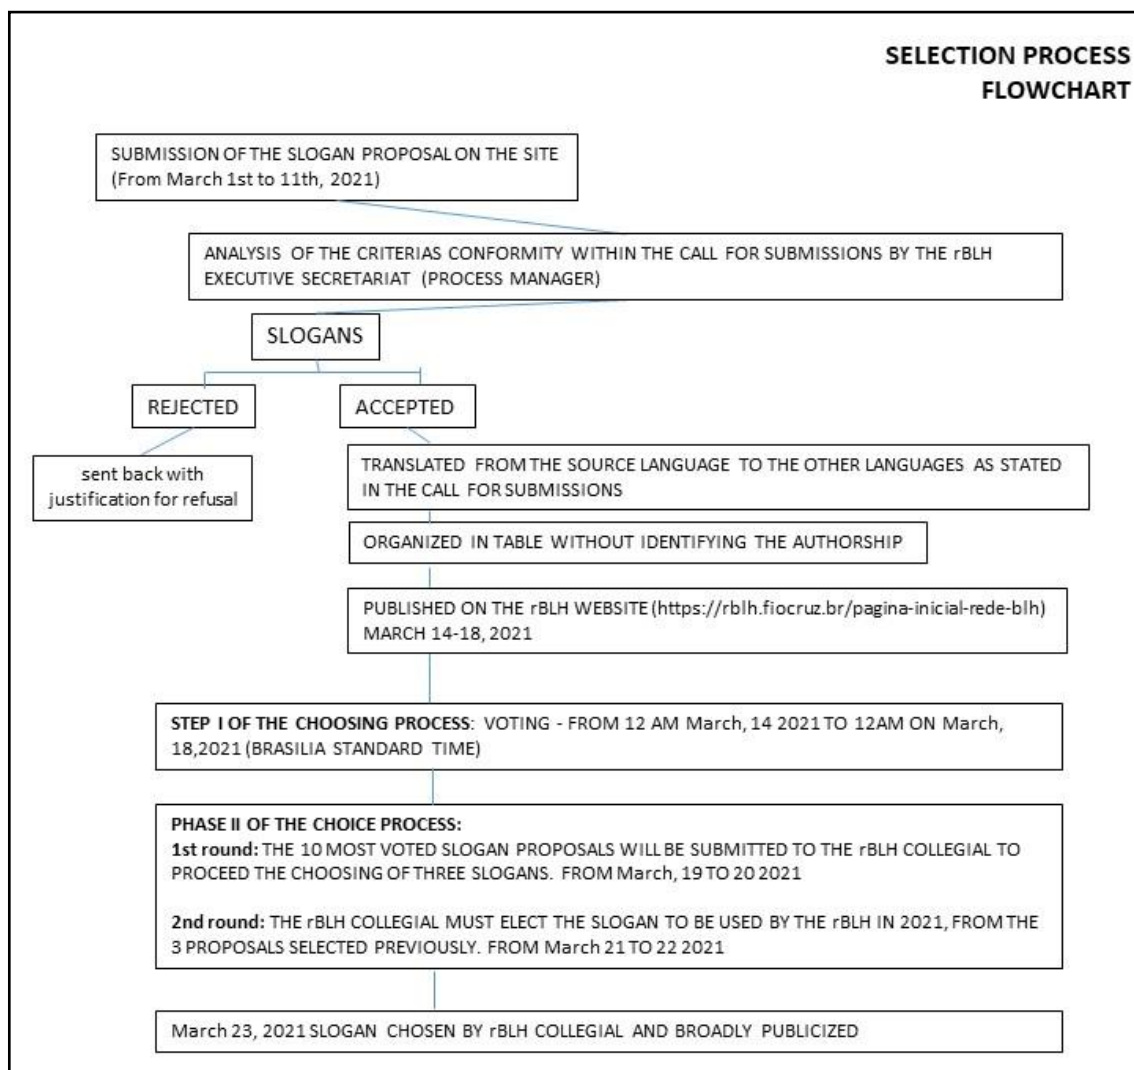 SELECTION PROCESS
FLOWCHART
SUBMISSION OF THE SLOGAN PROPOSAL ON THE SITE
(From March 1st to 11th, 2021)
ANALYSIS OF THE CRITERIAS CONFORMITY WITHIN THE CALL FOR SUBMISSIONS BY THE rBLH
EXECUTIVE SECRETARIAT (PROCESS MANAGER)
SLOGANS
REJECTED
ACCEPTED
sent back with
justification for refusal
TRANSLATED FROM THE SOURCE LANGUAGE TO THE OTHER LANGUAGES AS STATED
IN THE CALL FOR SUBMISSIONS
ORGANIZED IN TABLE WITHOUT IDENTIFYING THE AUTHORSHIP
PUBLISHED ON THE rBLH WEBSITE (https://rblh.fiocruz.br/pagina-inicial-rede-blh)
MARCH 14-18, 2021
STEP I OF THE CHOOSING PROCESS: VOTING - FROM 12 AM March, 14 2021 TO 12AM ON March,
18,2021 (BRASILIA STANDARD TIME)
PHASE II OF THE CHOICE PROCESS:
1st round: THE 10 MOST VOTED SLOGAN PROPOSALS WILL BE SUBMITTED TO THE rBLH COLLEGIAL TO
PROCEED THE CHOOSING OF THREE SLOGANS. FROM March, 19 TO 20 2021
2nd round: THE rBLH COLLEGIAL MUST ELECT THE SLOGAN TO BE USED BY THE rBLH IN 2021, FROM THE
3 PROPOSALS SELECTED PREVIOUSLY. FROM March 21 TO 22 2021
March 23, 2021 SLOGAN CHOSEN BY rBLH COLLEGIAL AND BROADLY PUBLICIZED